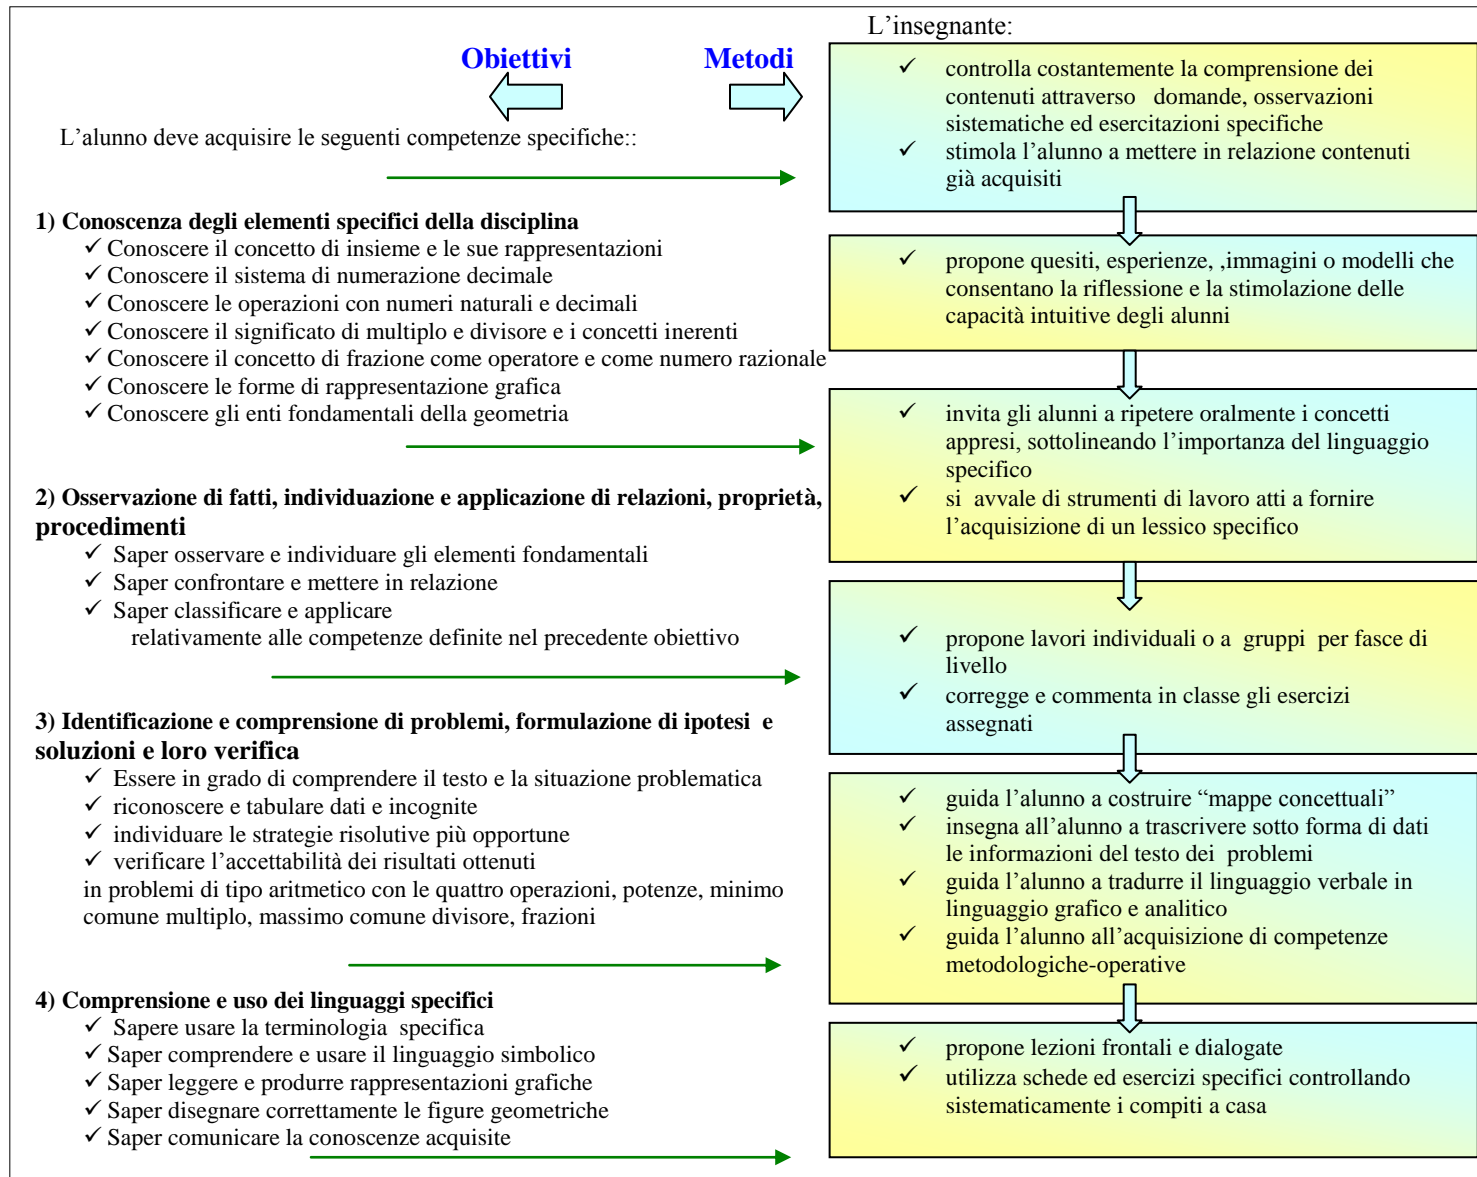 Obiettivi
Metodi
L’alunno deve acquisire le seguenti competenze specifiche::
1) Conoscenza degli elementi specifici della disciplina
✓ Conoscere il concetto di insieme e le sue rappresentazioni
✓ Conoscere il sistema di numerazione decimale
✓ Conoscere le operazioni con numeri naturali e decimali
✓ Conoscere il significato di multiplo e divisore e i concetti inerenti
✓ Conoscere il concetto di frazione come operatore e come numero razionale
✓ Conoscere le forme di rappresentazione grafica
✓ Conoscere gli enti fondamentali della geometria
2) Osservazione di fatti, individuazione e applicazione di relazioni, proprietà,
procedimenti
✓ Saper osservare e individuare gli elementi fondamentali
✓ Saper confrontare e mettere in relazione
✓ Saper classificare e applicare
relativamente alle competenze definite nel precedente obiettivo
3) Identificazione e comprensione di problemi, formulazione di ipotesi e
soluzioni e loro verifica
✓ Essere in grado di comprendere il testo e la situazione problematica
✓ riconoscere e tabulare dati e incognite
✓ individuare le strategie risolutive più opportune
✓ verificare l’accettabilità dei risultati ottenuti
in problemi di tipo aritmetico con le quattro operazioni, potenze, minimo
comune multiplo, massimo comune divisore, frazioni
4) Comprensione e uso dei linguaggi specifici
✓ Sapere usare la terminologia specifica
✓ Saper comprendere e usare il linguaggio simbolico
✓ Saper leggere e produrre rappresentazioni grafiche
✓ Saper disegnare correttamente le figure geometriche
✓ Saper comunicare la conoscenze acquisite
L’insegnante:
✓ controlla costantemente la comprensione dei
contenuti attraverso domande, osservazioni
sistematiche ed esercitazioni specifiche
✓ stimola l’alunno a mettere in relazione contenuti
già acquisiti
✓ propone quesiti, esperienze, ,immagini o modelli che
consentano la riflessione e la stimolazione delle
capacità intuitive degli alunni
✓ invita gli alunni a ripetere oralmente i concetti
appresi, sottolineando l’importanza del linguaggio
specifico
✓ si avvale di strumenti di lavoro atti a fornire
l’acquisizione di un lessico specifico
✓ propone lavori individuali o a gruppi per fasce di
livello
✓ corregge e commenta in classe gli esercizi
assegnati
✓ guida l’alunno a costruire “mappe concettuali”
✓ insegna all’alunno a trascrivere sotto forma di dati
le informazioni del testo dei problemi
✓ guida l’alunno a tradurre il linguaggio verbale in
linguaggio grafico e analitico
✓ guida l’alunno all’acquisizione di competenze
metodologiche-operative
✓ propone lezioni frontali e dialogate
✓ utilizza schede ed esercizi specifici controllando
sistematicamente i compiti a casa